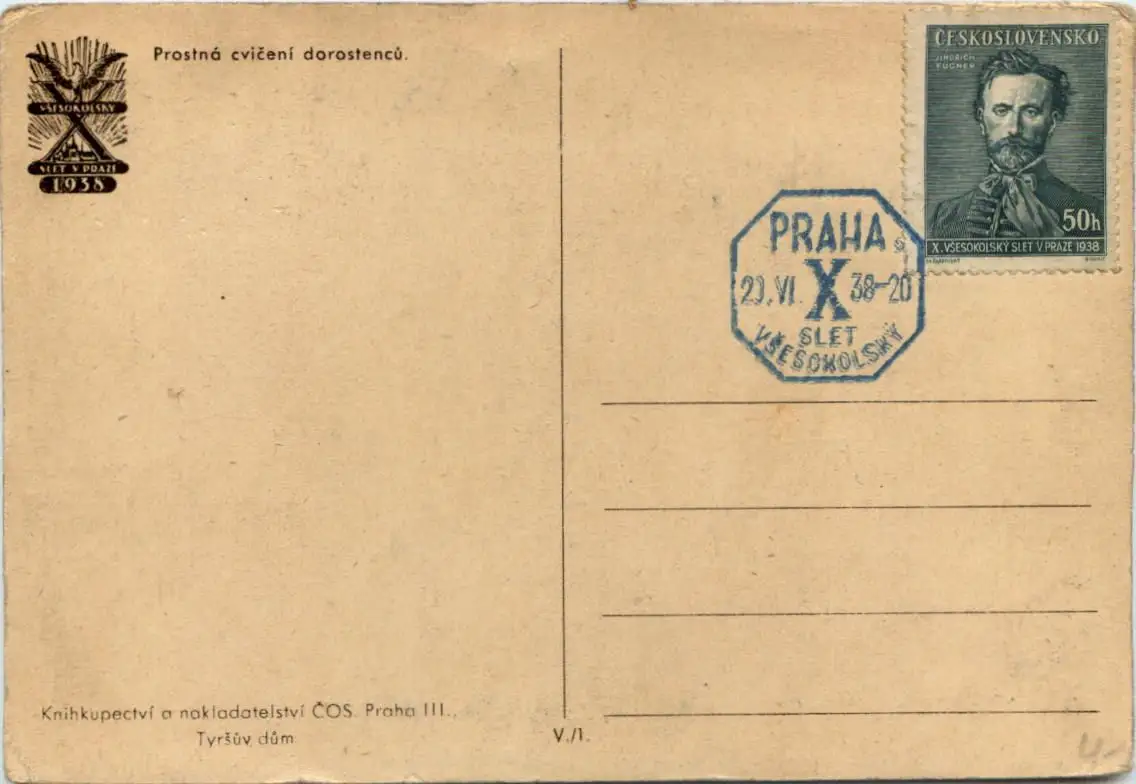 Prostná cvičení dorostenců.
VŠESOKOLSKÝ
X
SLET V PRAZE
1938
ČESKOSLOVENSKO
JINDŘICH
FÜGNER
50h
X. VŠESOKOLSKÝ SLET V PRAZE 1938
PRAHA
X
VI. 38-20
SLET
VŠESOKOLSKÝ
Knihkupectví a nakladatelství ČOS. Praha III.,
Tyršův dům
V./1.